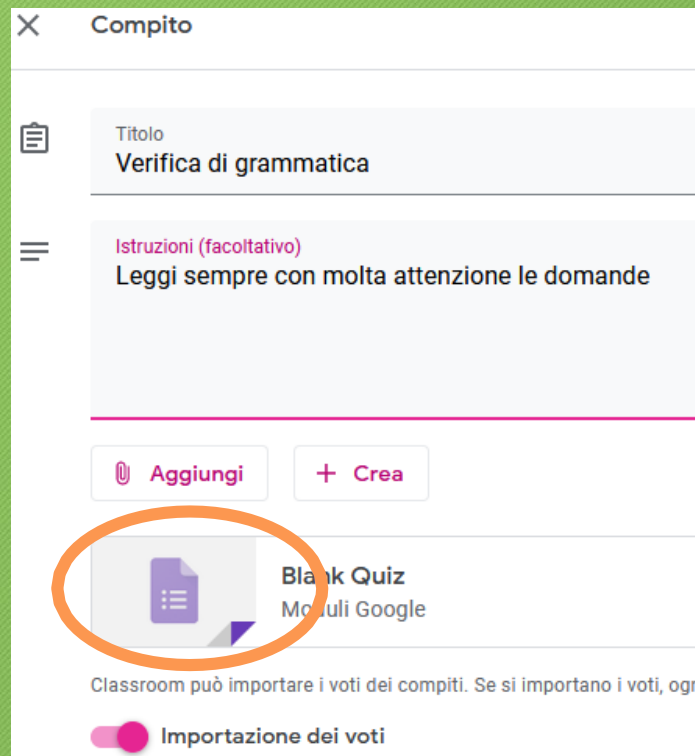 Compito
Titolo
Verifica di grammatica
Istruzioni (facoltativo)
Leggi sempre con molta attenzione le domande
Aggiungi
Crea
Blank Quiz
Moduli Google
Classroom può importare i voti dei compiti. Se si importano i voti,
Importazione dei voti